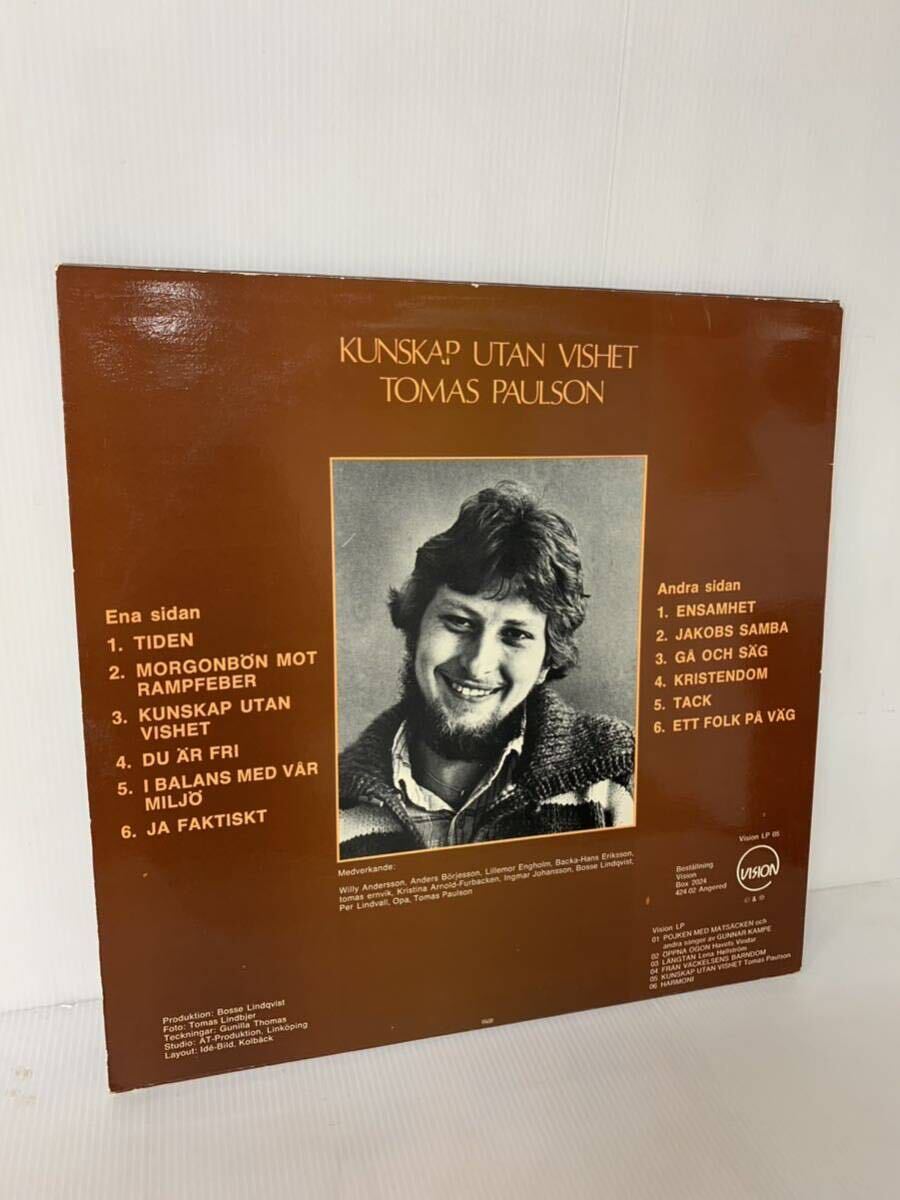 KUNSKAP UTAN VISHET
TOMAS PAULSON
Ena sidan
1. TIDEN
2. MORGONBÖN MOT
RAMPFEBER
3. KUNSKAP UTAN
VISHET
4. DU ÄR FRI
5. I BALANS MED VÅR
MILJÖ
6. JA FAKTISKT
Andra sidan
1. ENSAMHET
2. JAKOBS SAMBA
3. GÅ OCH SÄG
4. KRISTENDOM
5. TACK
6. ETT FOLK PÅ VÄG
Medverkande:
Willy Andersson, Anders Börjesson, Lillemor Engholm, Backa-Hans Eriksson,
tomas ernvik, Kristina Arnold-Furbacken, Ingmar Johansson, Bosse Lindqvist,
Per Lindvall, Opa, Tomas Paulson
Vision LP 05
Beställning
Vision
Box 2024
424 02 Angered
VISION
Vision LP
01 POJKEN MED MATSÄCKEN och
andra sånger av GUNNAR KAMPE
02 ÖPPNA ÖGON Havets Vindar
03 LÄNGTAN Lena Hellström
04 FRÅN VÄCKELSENS BARNDOM
05 KUNSKAP UTAN VISHET Tomas Paulson
06 HARMONI
Produktion: Bosse Lindqvist
Foto: Tomas Lindbjer
Teckningar: Gunilla Thomas
Studio: ÄT-Produktion, Linköping
Layout: Idé-Bild, Kolbäck